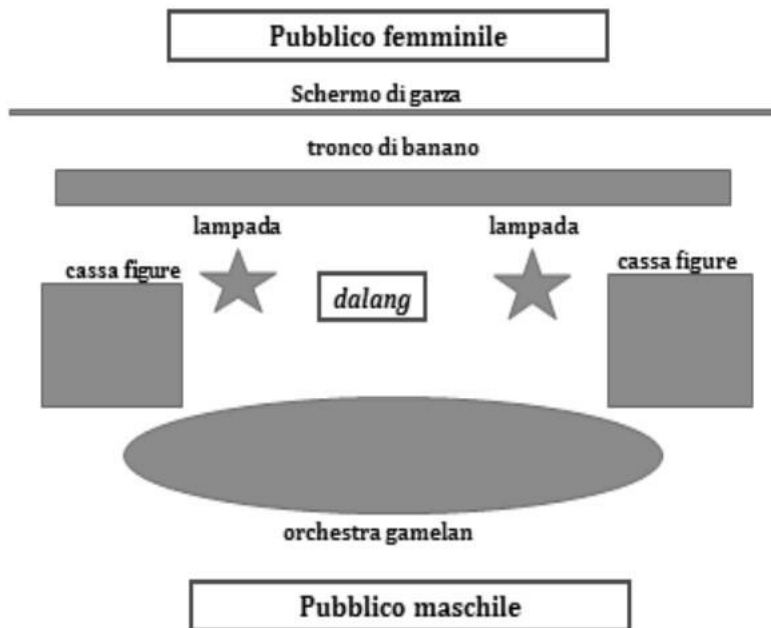 Pubblico femminile
Schermo di garza
tronco di banano
lampada
lampada
cassa figure
cassa figure
dalang
orchestra gamelan
Pubblico maschile